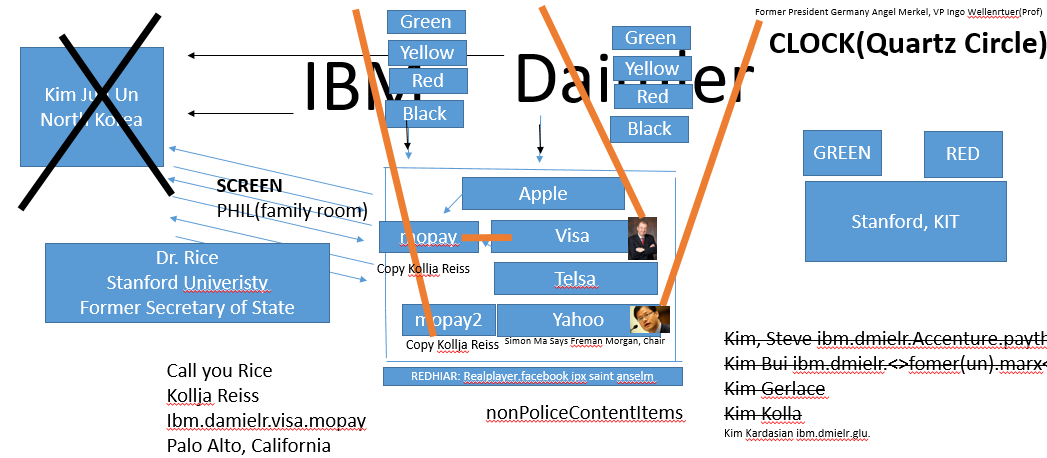 Former President Germany Angel Merkel, VP Ingo Wellenrtuer(Prof)
CLOCK(Quartz Circle)
Green
Yellow
Red
Black
Green
Yellow
Red
Black
IBM
Daimler
Kim Jun Un
North Korea
GREEN
RED
Stanford, KIT
SCREEN
PHIL(family room)
Apple
mopay
Visa
Copy Kollja Reiss
Telsa
mopay2
Yahoo
Copy Kollja Reiss
Simon Ma Says Freman Morgan, Chair
REDHIAR: Realplayer.facebook ipx saint anselm
nonPoliceContentItems
Dr. Rice
Stanford Univeristy
Former Secretary of State
Call you Rice
Kollja Reiss
Ibm.damielr.visa.mopay
Palo Alto, California
Kim, Steve ibm.dmielr.Accenture.payth
Kim Bui ibm.dmielr.<>fomer(un).marx<
Kim Gerlace
Kim Kolla
Kim Kardasian ibm.dmielr.glu.